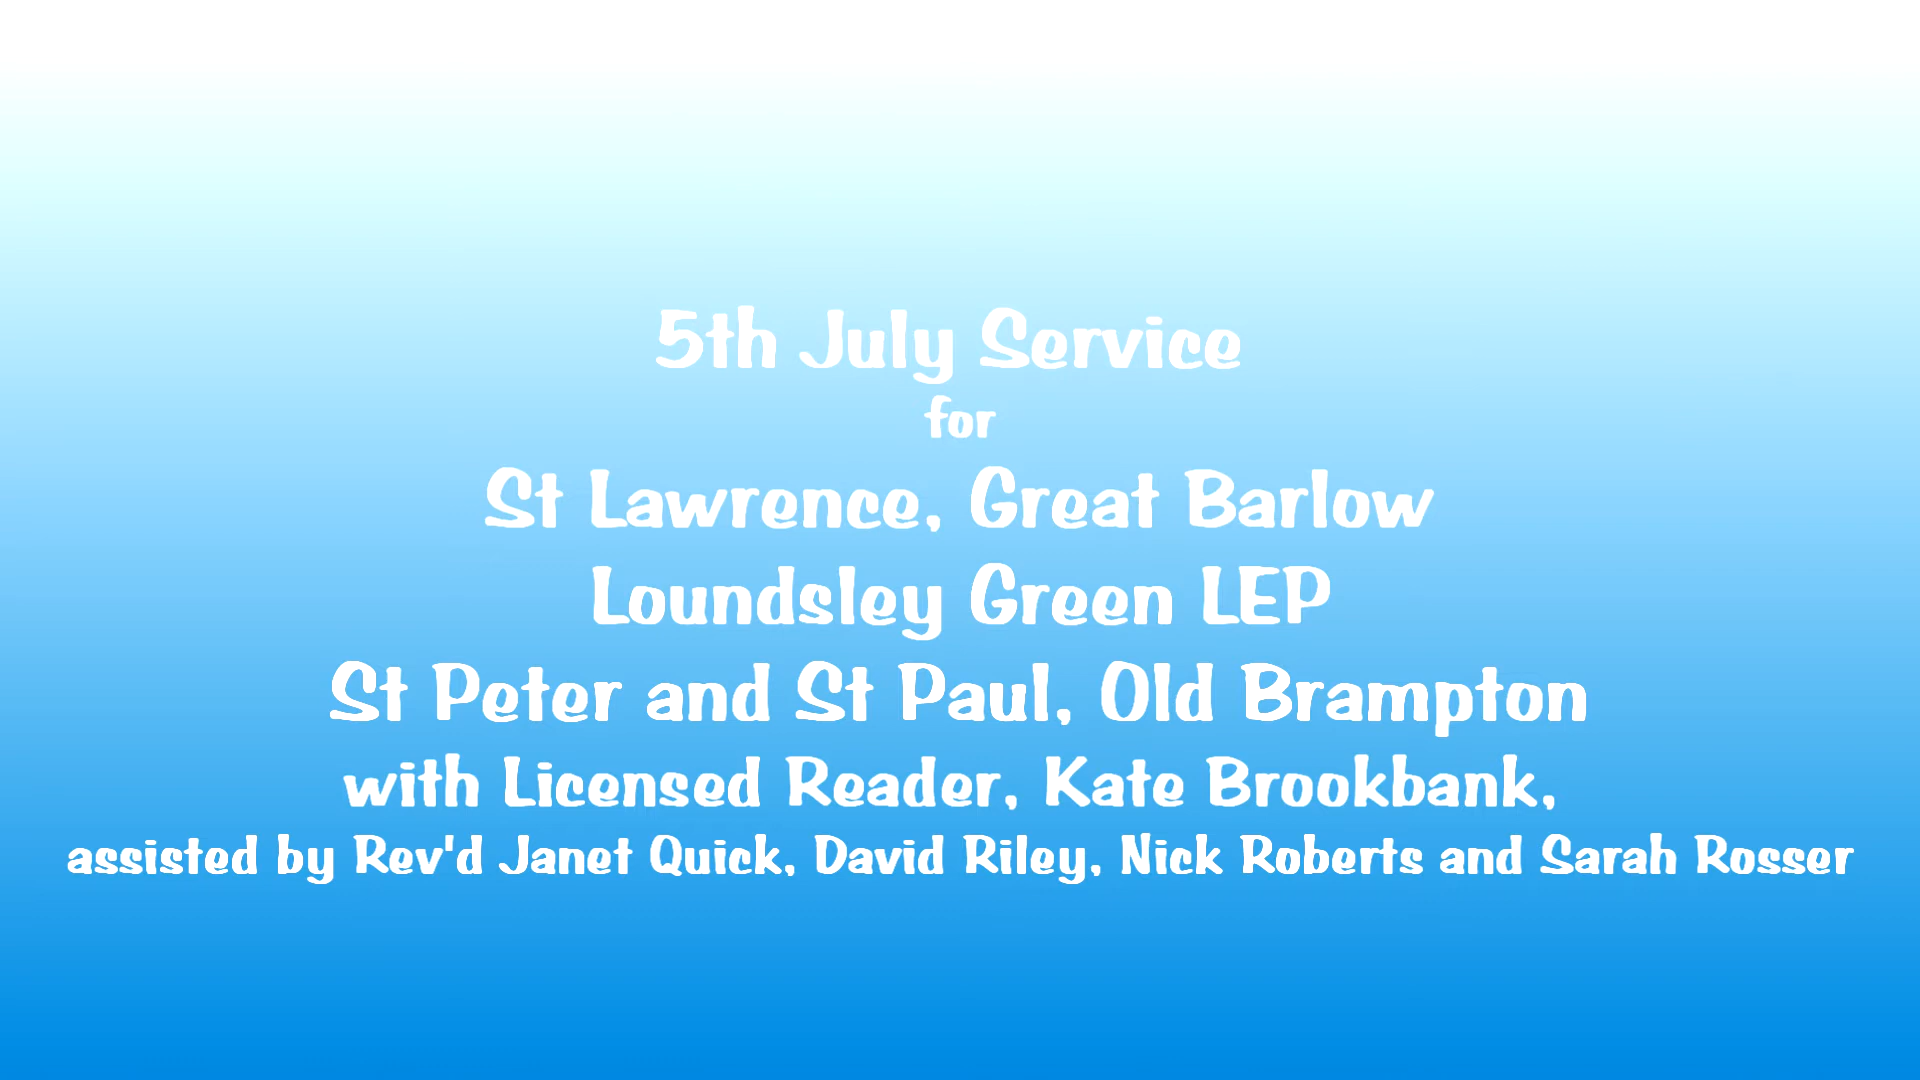 5th July Service
for
St Lawrence, Great Barlow
Loundsley Green LEP
St Peter and St Paul, Old Brampton
with Licensed Reader, Kate Brookbank,
assisted by Rev'd Janet Quick, David Riley, Nick Roberts and Sarah Rosser